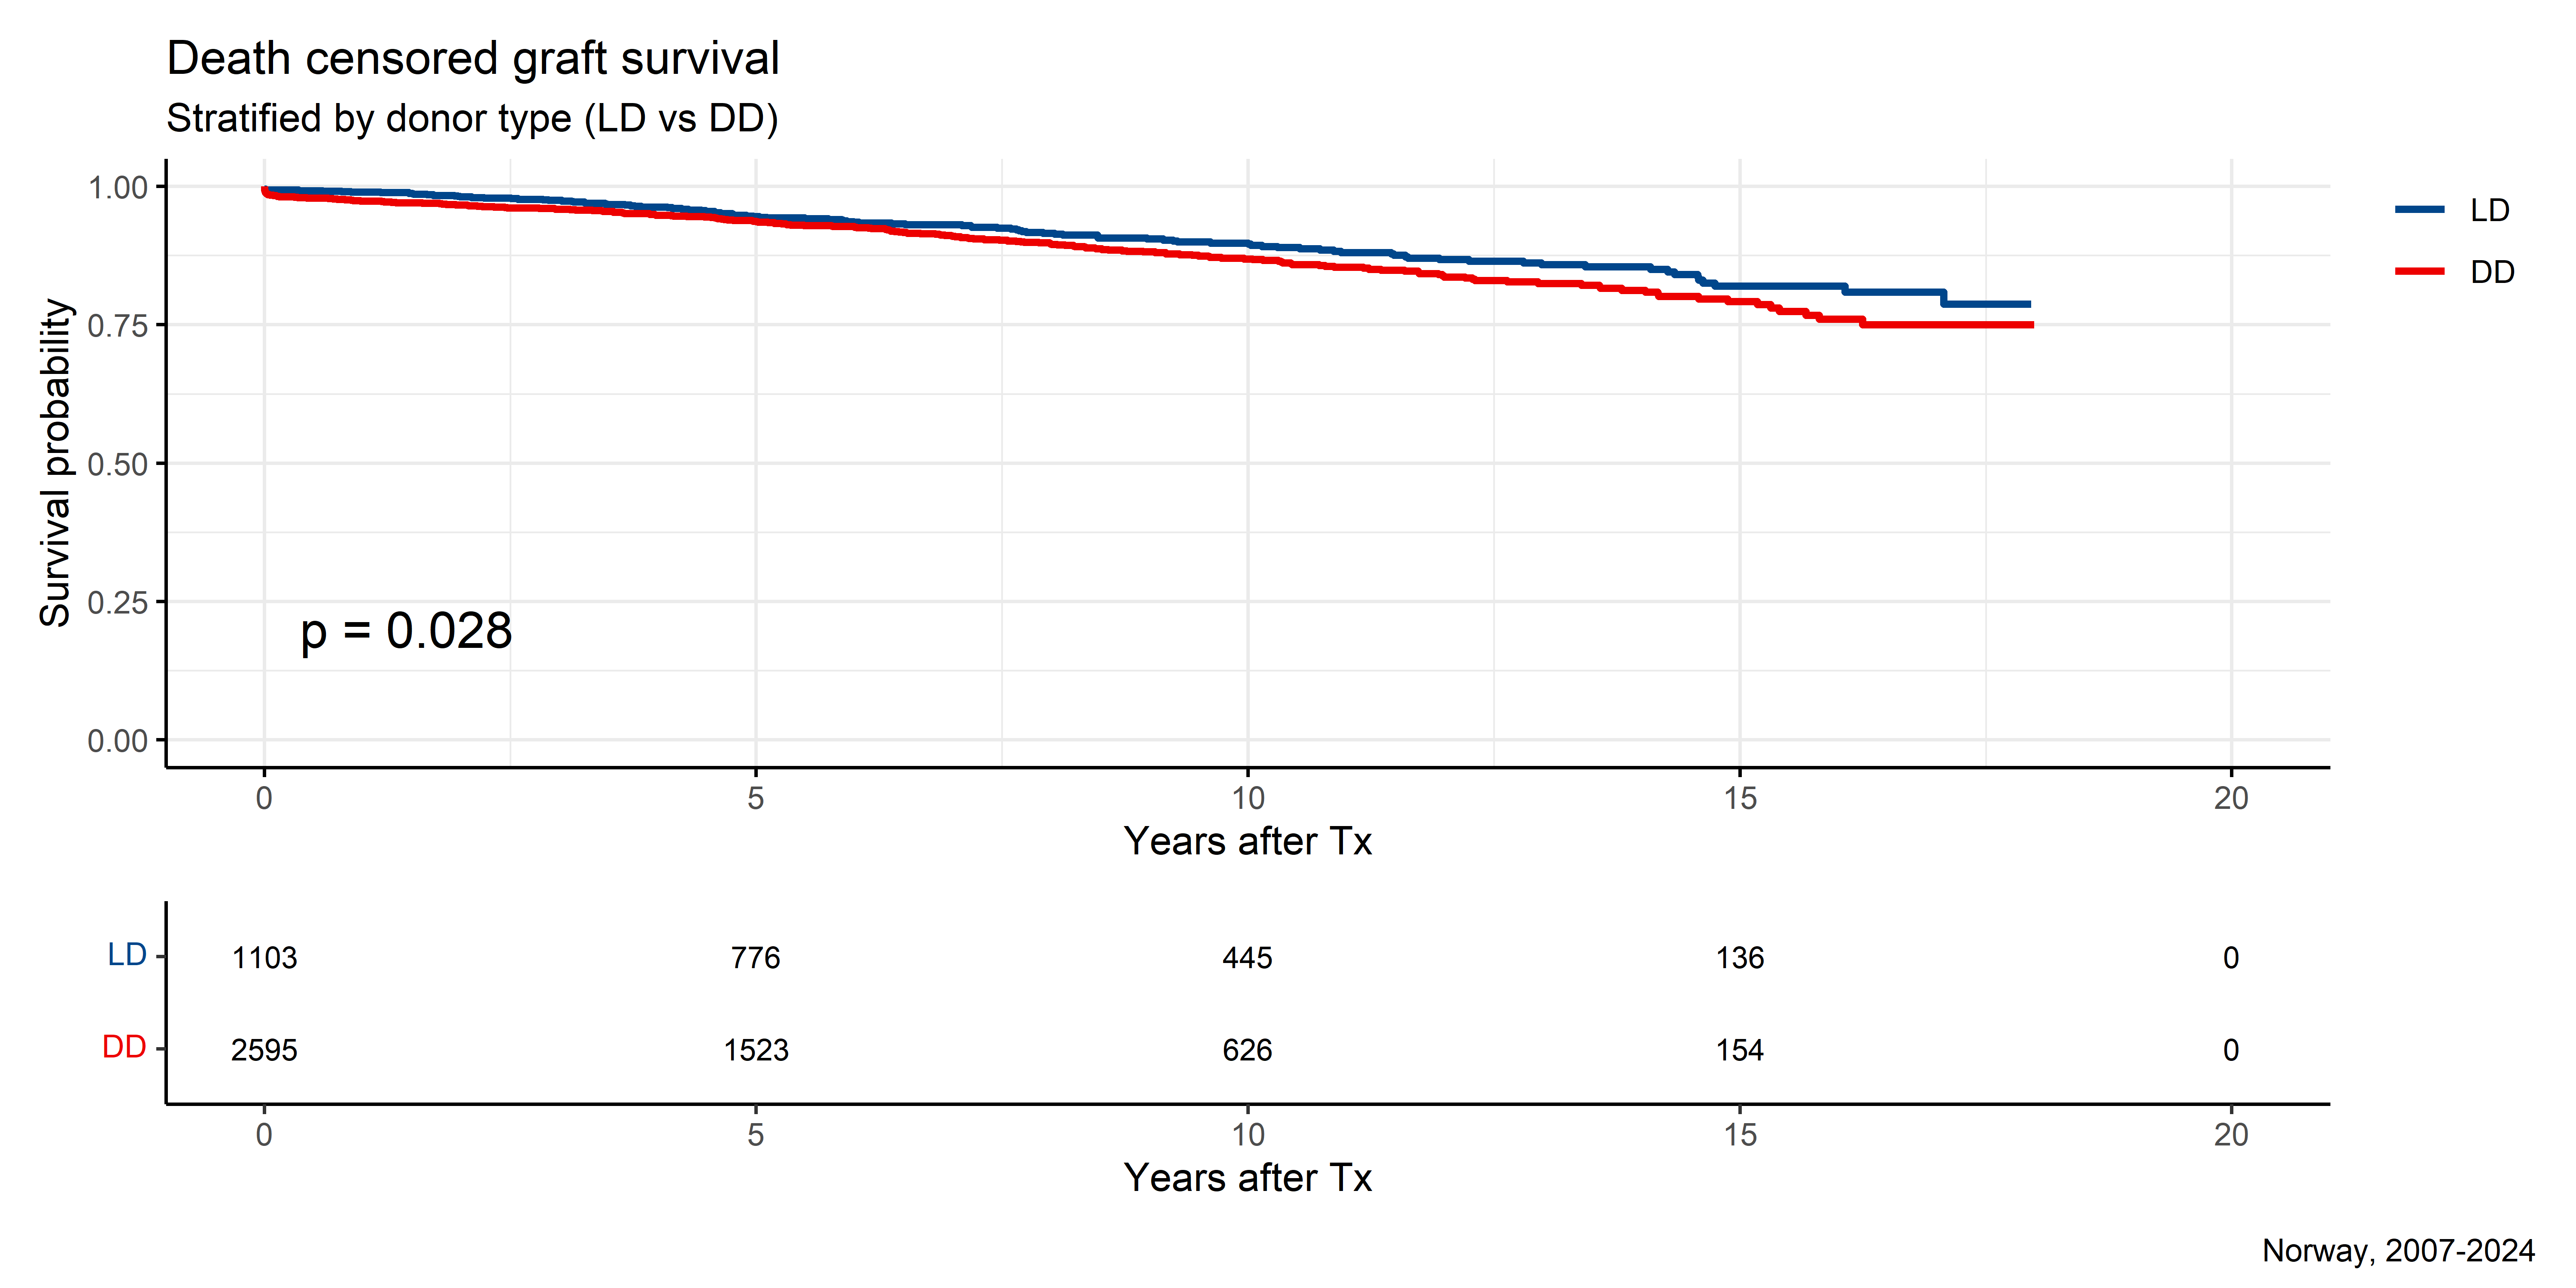 Death censored graft survival
Stratified by donor type (LD vs DD)
1.00
0.75
0.50
0.25
0.00
Survival probability
p = 0.028
LD
DD
0 5 10 15 20
Years after Tx
LD 1103 776 445 136 0
DD 2595 1523 626 154 0
0 5 10 15 20
Years after Tx
Norway, 2007-2024